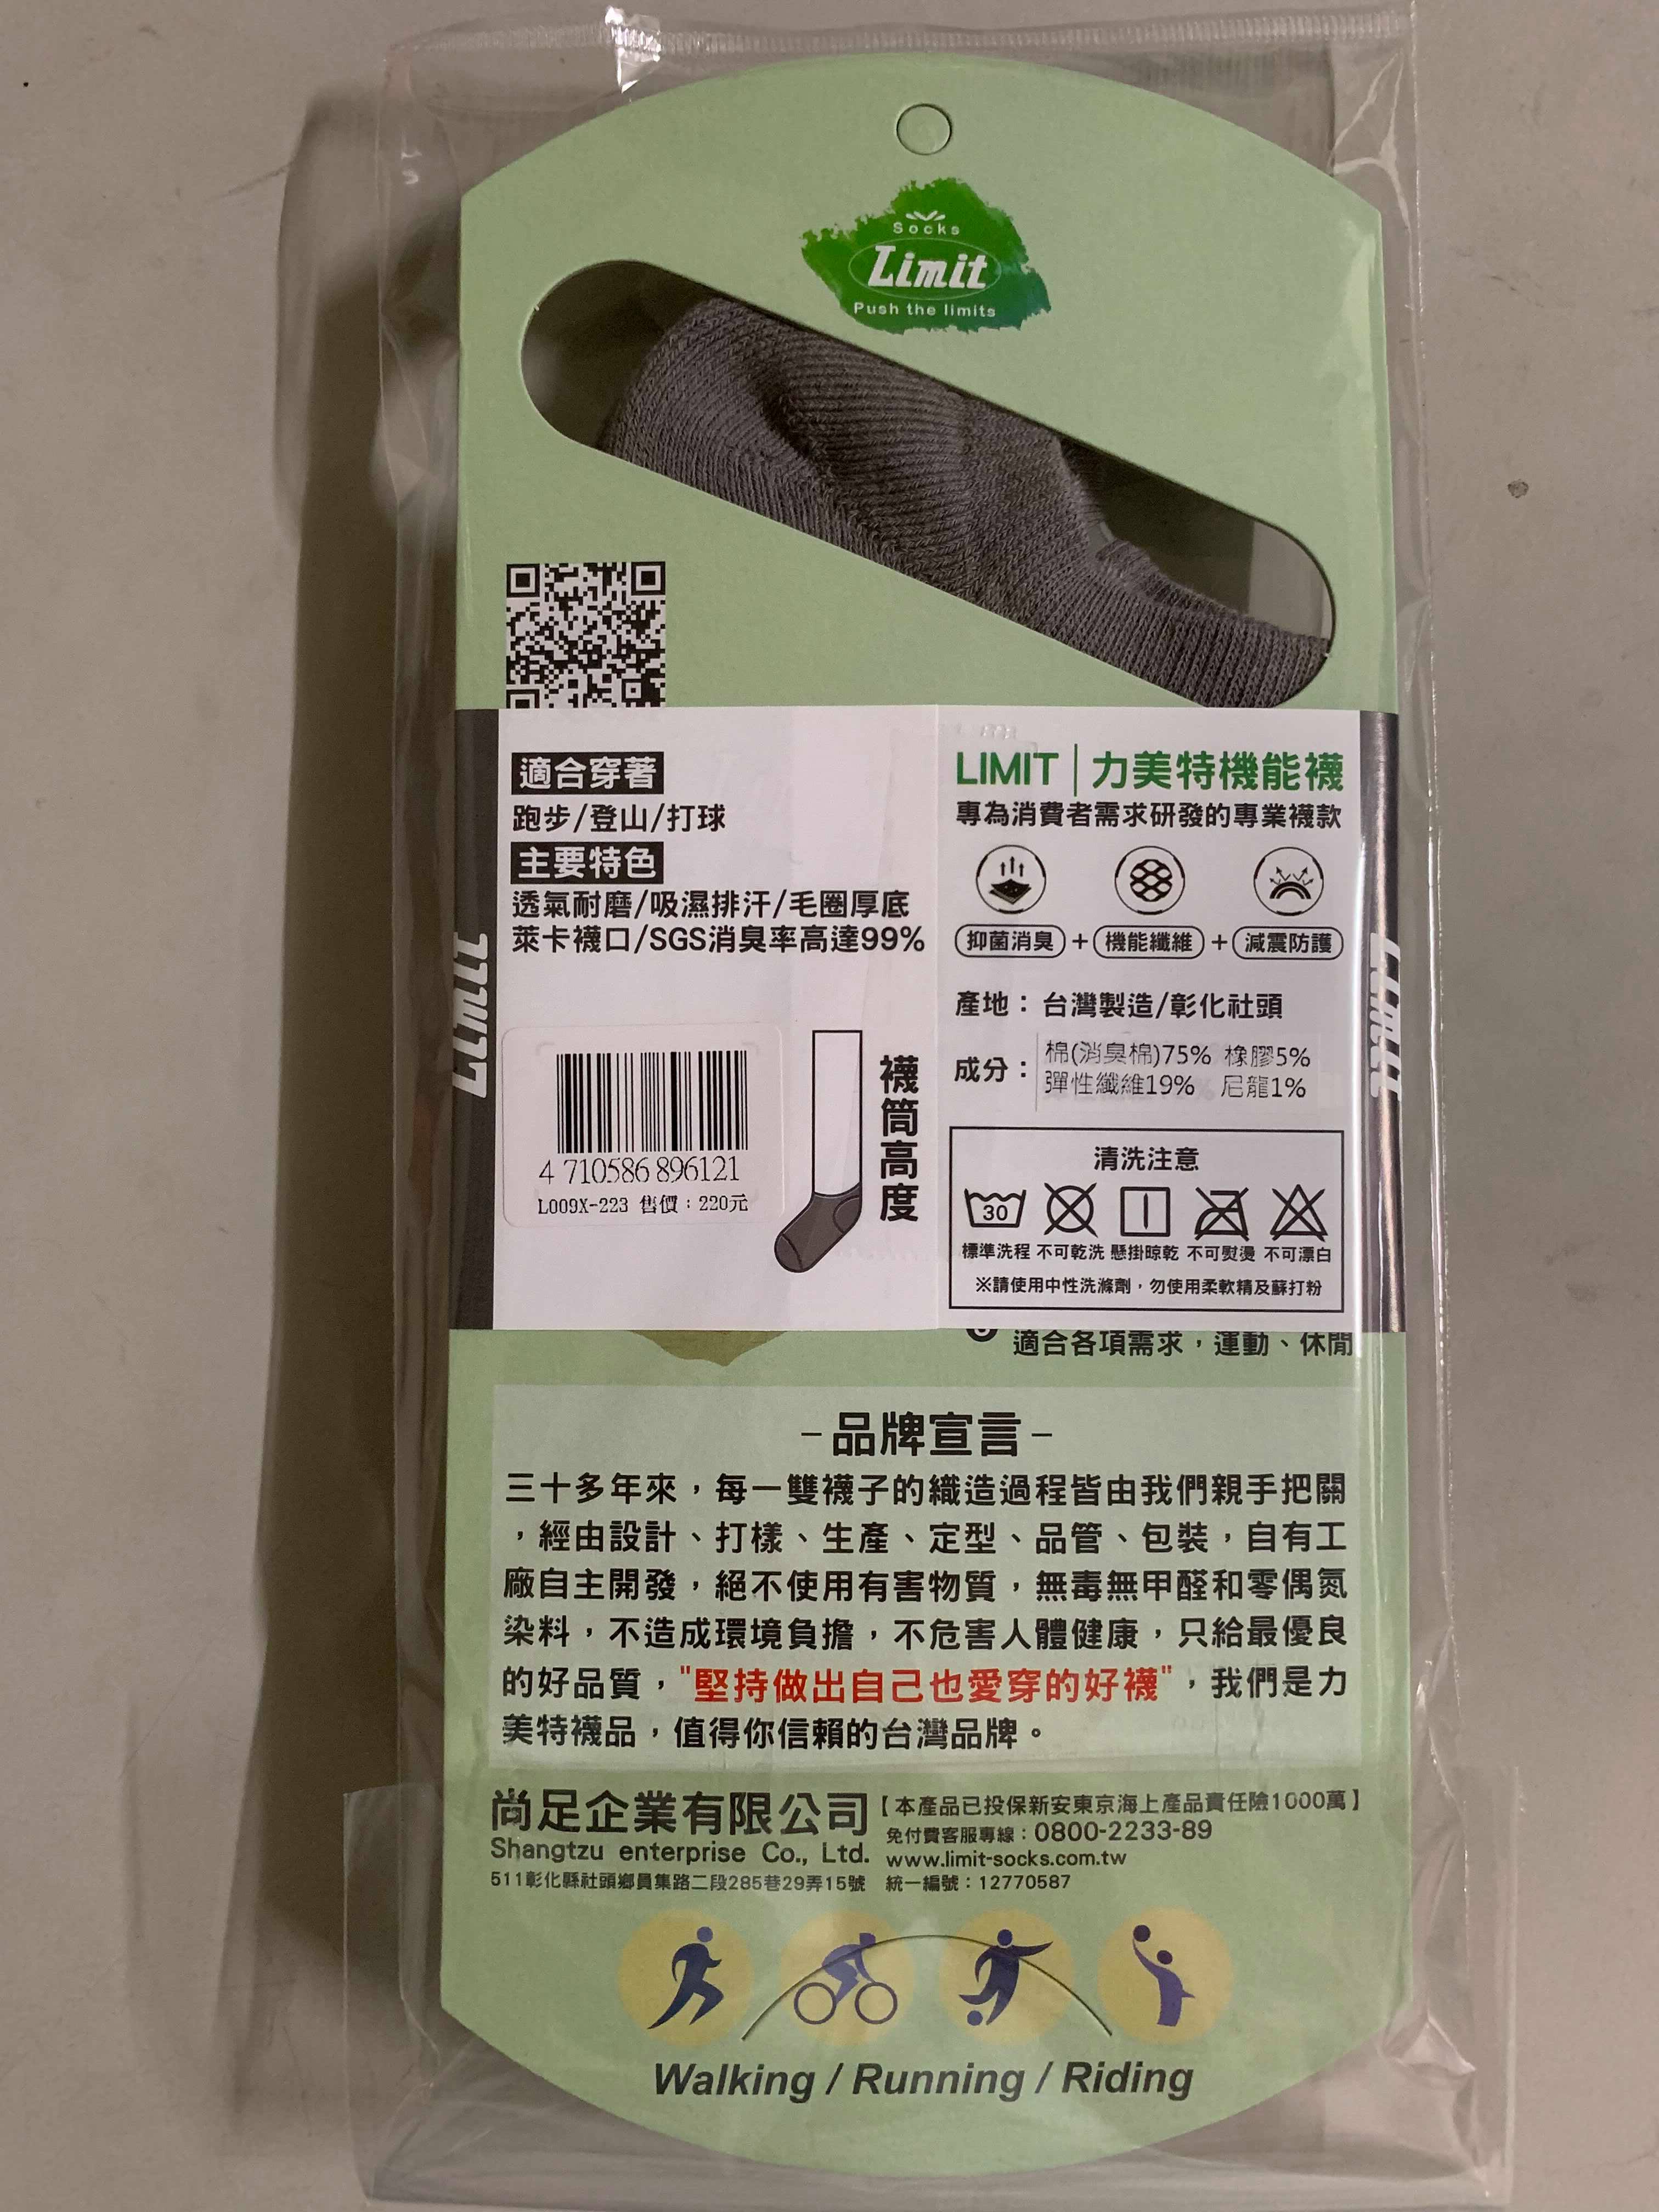 Socks
Limit
Push the limits
適合穿著
跑步/登山/打球
主要特色
透氣耐磨/吸濕排汗/毛圈厚底
萊卡襪口/SGS消臭率高達99%
4 710586 896121
L009X-223 售價：220元
襪筒高度
LIMIT｜力美特機能襪
專為消費者需求研發的專業襪款
抑菌消臭+機能纖維+減震防護
產地：台灣製造/彰化社頭
成分：棉(消臭棉)75% 橡膠5%
彈性纖維19% 尼龍1%
清洗注意
30
標準洗程 不可乾洗 懸掛晾乾 不可熨燙 不可漂白
※請使用中性洗滌劑，勿使用柔軟精及蘇打粉
LIMIT
LIMIT
適合各項需求，運動、休閒
-品牌宣言-
三十多年來，每一雙襪子的織造過程皆由我們親手把關
，經由設計、打樣、生產、定型、品管、包裝，自有工
廠自主開發，絕不使用有害物質，無毒無甲醛和零偶氮
染料，不造成環境負擔，不危害人體健康，只給最優良
的好品質，"堅持做出自己也愛穿的好襪"，我們是力
美特襪品，值得你信賴的台灣品牌。
尚足企業有限公司
Shangtzu enterprise Co., Ltd.
511彰化縣社頭鄉員集路二段285巷29弄15號
【本產品已投保新安東京海上產品責任險1000萬】
免付費客服專線：0800-2233-89
www.limit-socks.com.tw
統一編號：12770587
Walking / Running / Riding